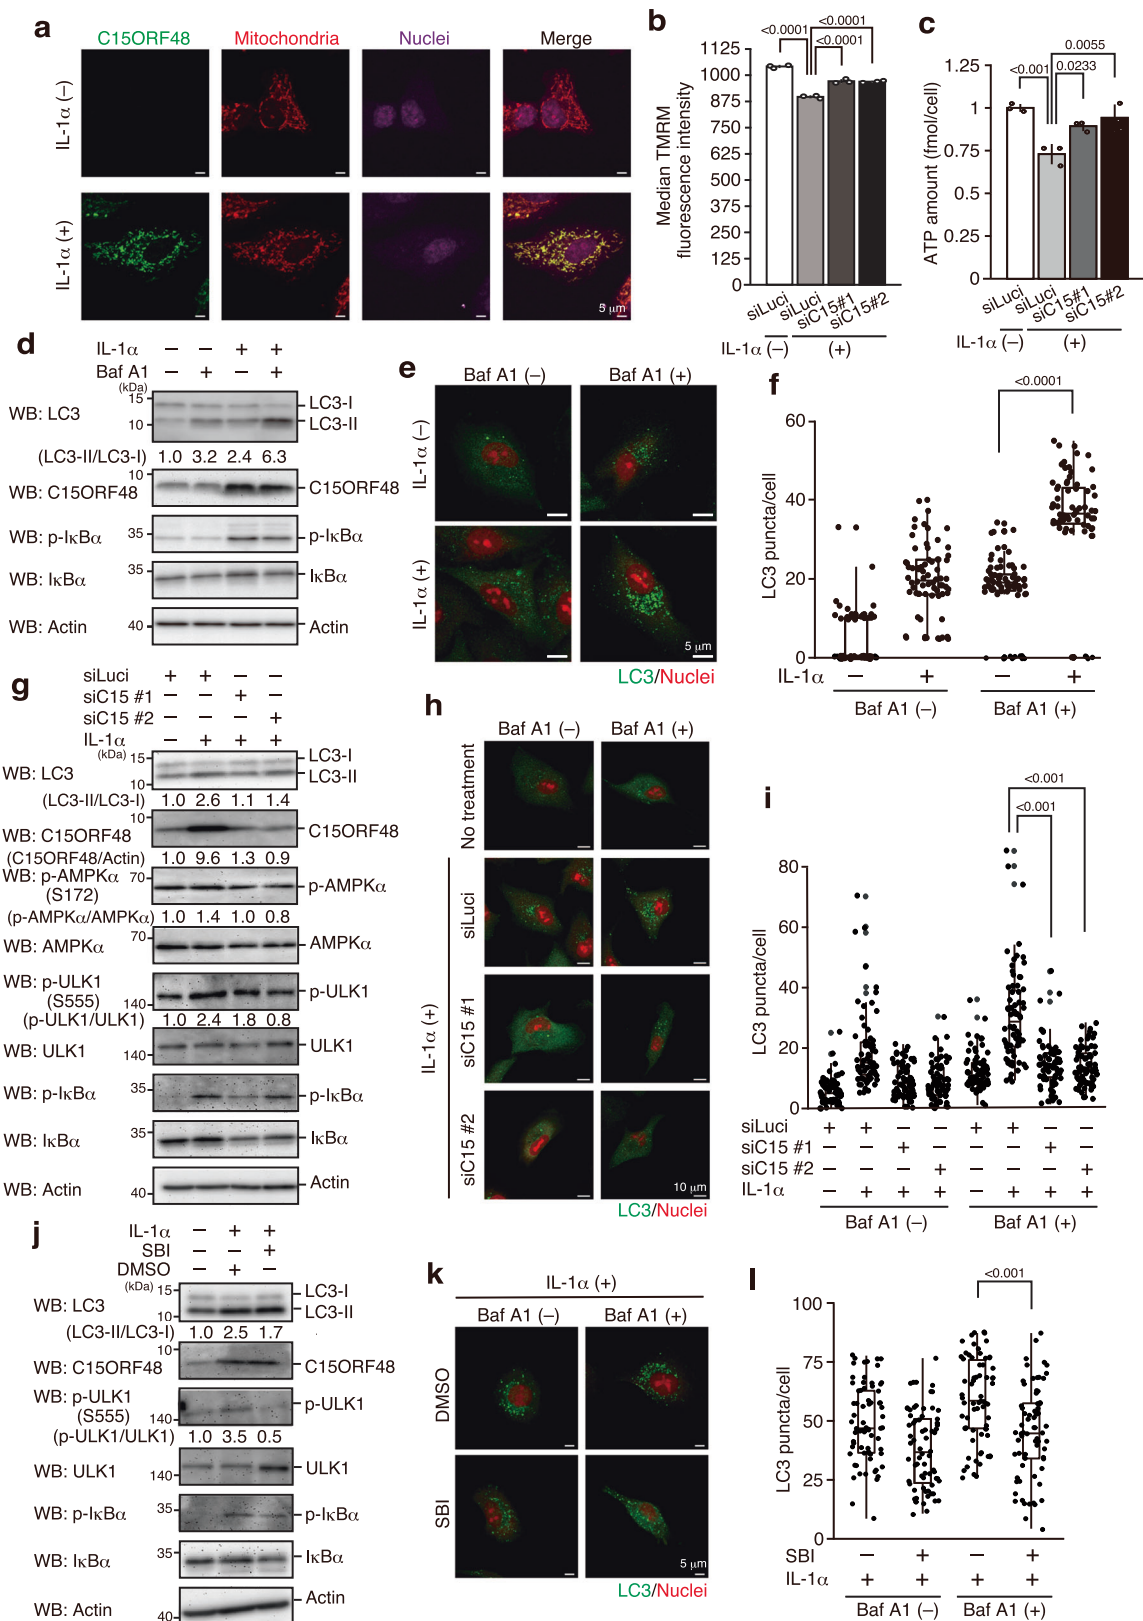 a
C15ORF48 Mitochondria Nuclei Merge
IL-1α (–)
IL-1α (+)
5 μm
b
<0.0001
<0.0001 <0.0001
Median TMRM
fluorescence intensity
1125
1000
875
750
625
500
375
250
125
0
siLuci siLuci siC15#1 siC15#2
IL-1α (–) (+)
c
0.0055
<0.001 0.0233
ATP amount (fmol/cell)
1.25
1
0.75
0.5
0.25
0
siLuci siLuci siC15#1 siC15#2
IL-1α (–) (+)
d
IL-1α – – + +
Baf A1 – + – +
(kDa)
WB: LC3 15 10 LC3-I LC3-II
(LC3-II/LC3-I) 1.0 3.2 2.4 6.3
WB: C15ORF48 10 C15ORF48
WB: p-IκBα 35 p-IκBα
WB: IκBα 35 IκBα
WB: Actin 40 Actin
e
Baf A1 (–) Baf A1 (+)
IL-1α (–)
IL-1α (+)
5 μm
LC3/Nuclei
f
<0.0001
LC3 puncta/cell
60
40
20
0
IL-1α – + – +
Baf A1 (–) Baf A1 (+)
g
siLuci + + – –
siC15 #1 – – + –
siC15 #2 – – – +
IL-1α – + + +
(kDa)
WB: LC3 15 10 LC3-I LC3-II
(LC3-II/LC3-I) 1.0 2.6 1.1 1.4
WB: C15ORF48 10 C15ORF48
(C15ORF48/Actin) 1.0 9.6 1.3 0.9
WB: p-AMPKα 70 p-AMPKα
(S172)
(p-AMPKα/AMPKα) 1.0 1.4 1.0 0.8
WB: AMPKα 70 AMPKα
WB: p-ULK1 p-ULK1
(S555) 140
(p-ULK1/ULK1) 1.0 2.4 1.8 0.8
WB: ULK1 140 ULK1
WB: p-IκBα 35 p-IκBα
WB: IκBα 35 IκBα
WB: Actin 40 Actin
h
Baf A1 (–) Baf A1 (+)
No treatment
IL-1α (+)
siLuci
siC15 #1
siC15 #2
10 μm
LC3/Nuclei
i
<0.001
<0.001
LC3 puncta/cell
80
60
40
20
0
siLuci + + – – + + – –
siC15 #1 – – + – – – + –
siC15 #2 – – – + – – – +
IL-1α – + + + – + + +
Baf A1 (–) Baf A1 (+)
j
IL-1α – + +
SBI – – +
DMSO – + –
(kDa)
WB: LC3 15 10 LC3-I LC3-II
(LC3-II/LC3-I) 1.0 2.5 1.7
WB: C15ORF48 10 C15ORF48
WB: p-ULK1 p-ULK1
(S555) 140
(p-ULK1/ULK1) 1.0 3.5 0.5
WB: ULK1 140 ULK1
WB: p-IκBα 35 p-IκBα
WB: IκBα 35 IκBα
WB: Actin 40 Actin
k
IL-1α (+)
Baf A1 (–) Baf A1 (+)
DMSO
SBI
5 μm
LC3/Nuclei
l
<0.001
LC3 puncta/cell
100
75
50
25
0
SBI – + – +
IL-1α + + + +
Baf A1 (–) Baf A1 (+)